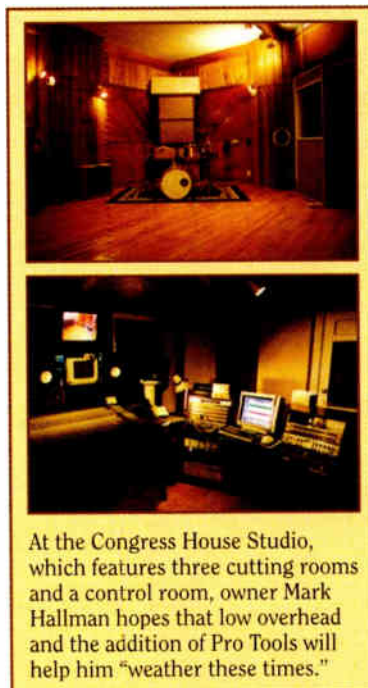 At the Congress House Studio,
which features three cutting rooms
and a control room, owner Mark
Hallman hopes that low overhead
and the addition of Pro Tools will
help him “weather these times.”